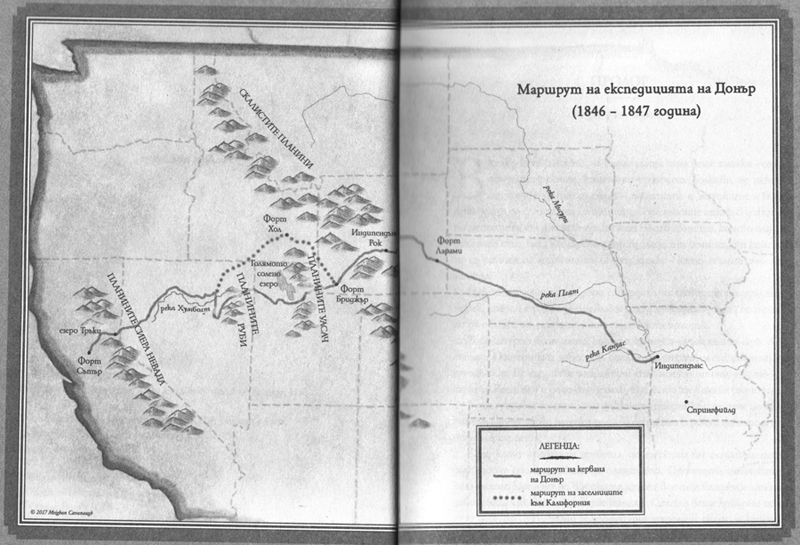 Маршрут на експедицията на Донър
(1846 – 1847 година)
СКАЛИСТИТЕ ПЛАНИНИ
река Мисури
Форт
Хол
Индипендънс
Рок
Форт
Ларами
Голямото
солено
езеро
ПЛАНИНИТЕ УАСАЧ
Форт
Бриджър
река Плат
ПЛАНИНИТЕ СИЕРА НЕВАДА
река Хумболт
ПЛАНИНИТЕ
РУБИ
езеро Тръки
Форт
Сътър
река Канзас
Индипендънс
Спрингфийлд
ЛЕГЕНДА:
маршрут на кервана
на Донър
маршрут на заселниците
към Калифорния
© 2017 Meighan Cavanaugh